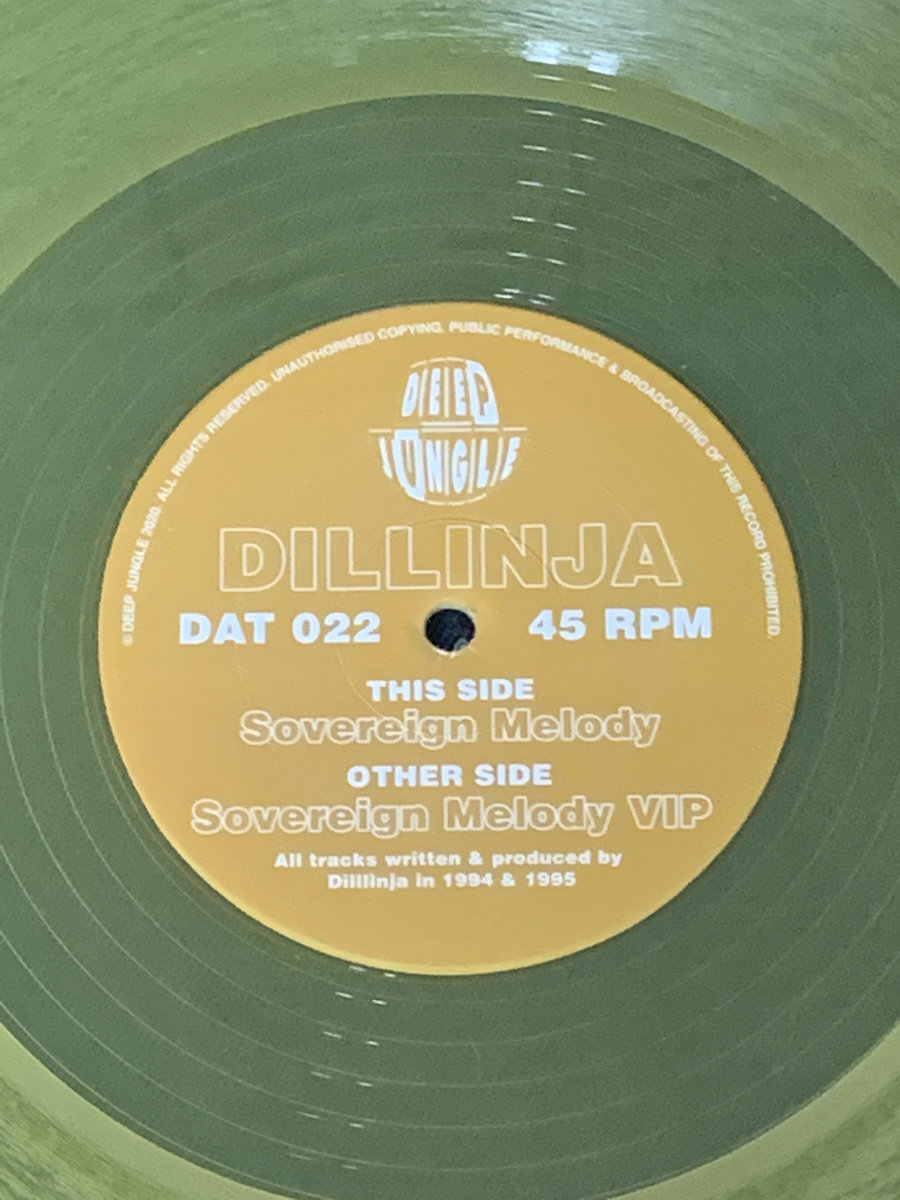 © DEEP JUNGLE 2020. ALL RIGHTS RESERVED. UNAUTHORISED COPYING, PUBLIC PERFORMANCE & BROADCASTING OF THIS RECORD PROHIBITED.
DEEP
JUNGLE
DILLINJA
DAT 022 45 RPM
THIS SIDE
Sovereign Melody
OTHER SIDE
Sovereign Melody VIP
All tracks written & produced by
Dilllinja in 1994 & 1995